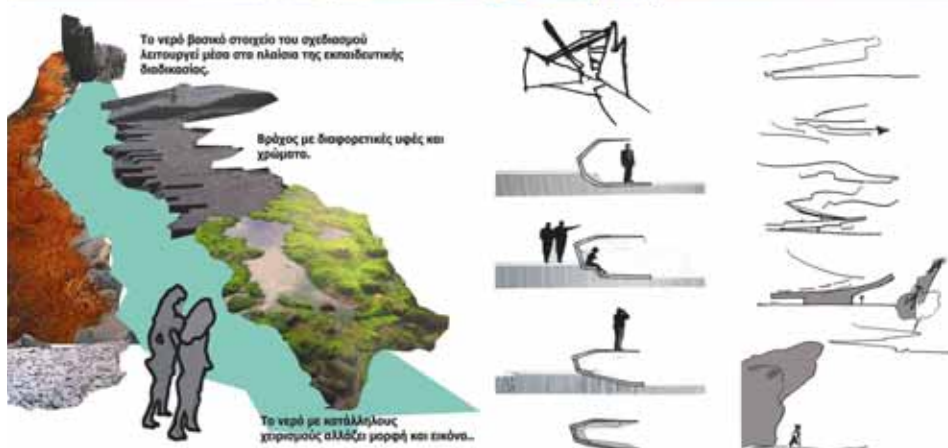 Το νερό βασικό στοιχείο του σχεδιασμού
λειτουργεί μέσα στα πλαίσια της εκπαιδευτικής
διαδικασίας.
Βράχος με διαφορετικές υφές και
χρώματα.
Το νερό με κατάλληλους
χειρισμούς αλλάζει μορφή και εικόνα..